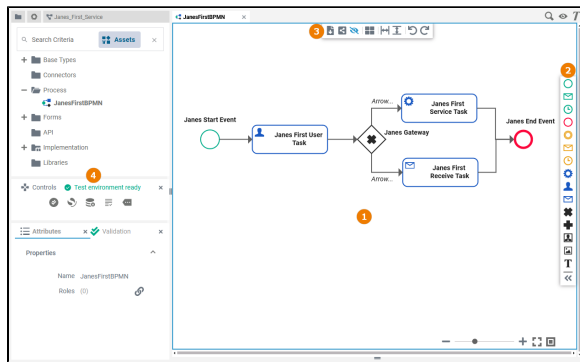 Janes_First_Service
JanesFirstBPMN ×
Search Criteria
Assets ×
Base Types
Connectors
Process
JanesFirstBPMN
Forms
API
Implementation
Libraries
4
Controls Test environment ready ×
Attributes × Validation ×
Properties
Name JanesFirstBPMN
Roles (0)
3
2
Janes Start Event
Janes First User
Task
Arrow...
Janes First
Service Task
Janes Gateway
Janes End Event
Arrow...
Janes First
Receive Task
1
T
T